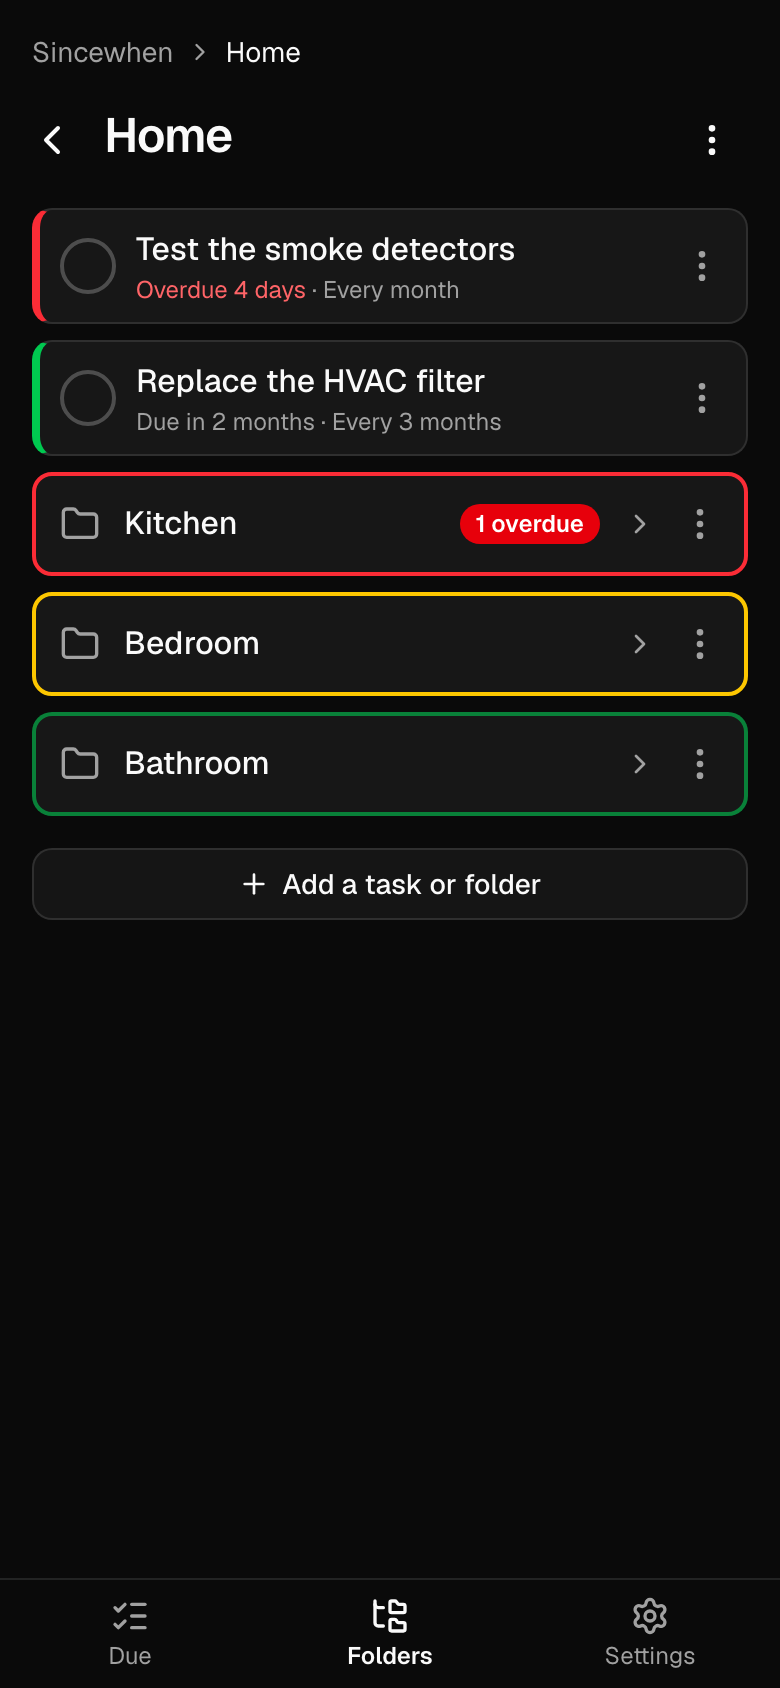 Sincewhen > Home
Home
Test the smoke detectors
Overdue 4 days · Every month
Replace the HVAC filter
Due in 2 months · Every 3 months
Kitchen 1 overdue
Bedroom
Bathroom
+ Add a task or folder
Due Folders Settings